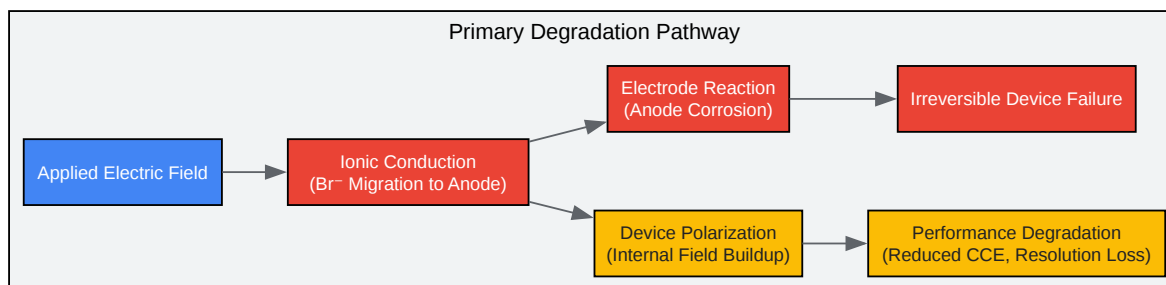 Primary Degradation Pathway
Applied Electric Field
Ionic Conduction
(Br⁻ Migration to Anode)
Electrode Reaction
(Anode Corrosion)
Irreversible Device Failure
Device Polarization
(Internal Field Buildup)
Performance Degradation
(Reduced CCE, Resolution Loss)